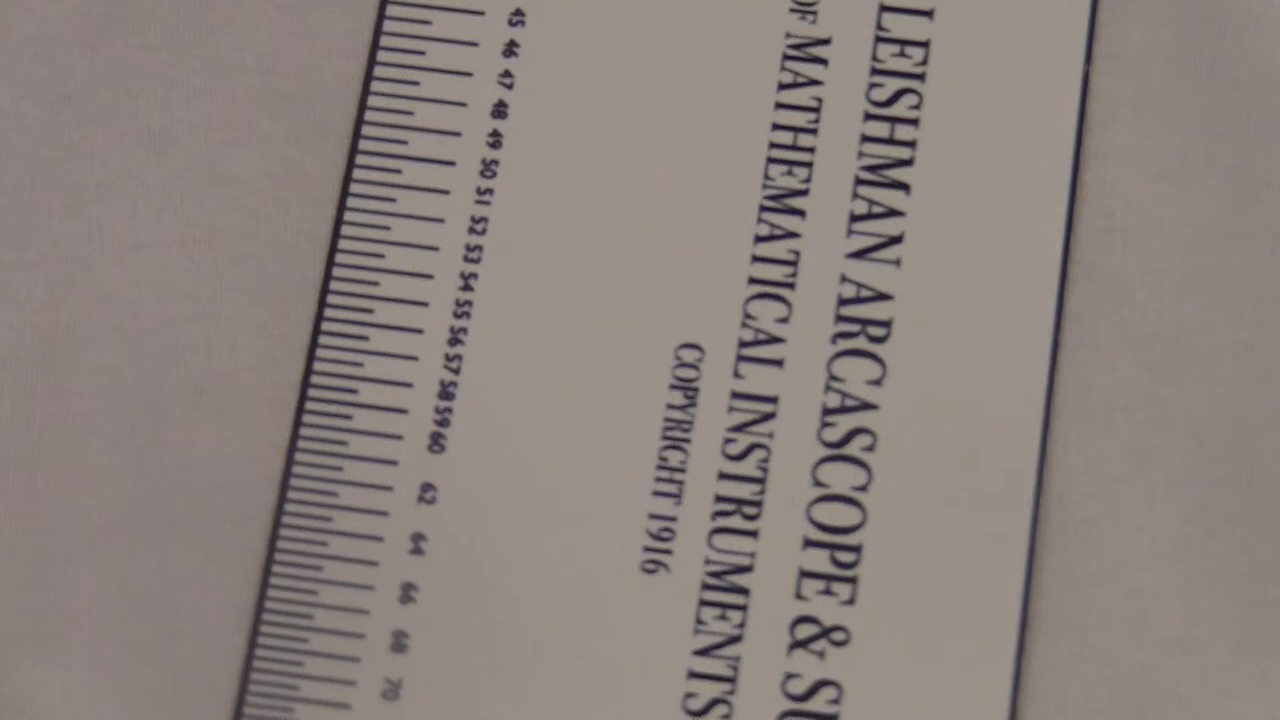 LEISHMAN ARCASCOPE &
OF MATHEMATICAL INSTRUMENTS
COPYRIGHT 1916
45 46 47 48 49 50 51 52 53 54 55 56 57 58 59 60 62 64 66 68 70